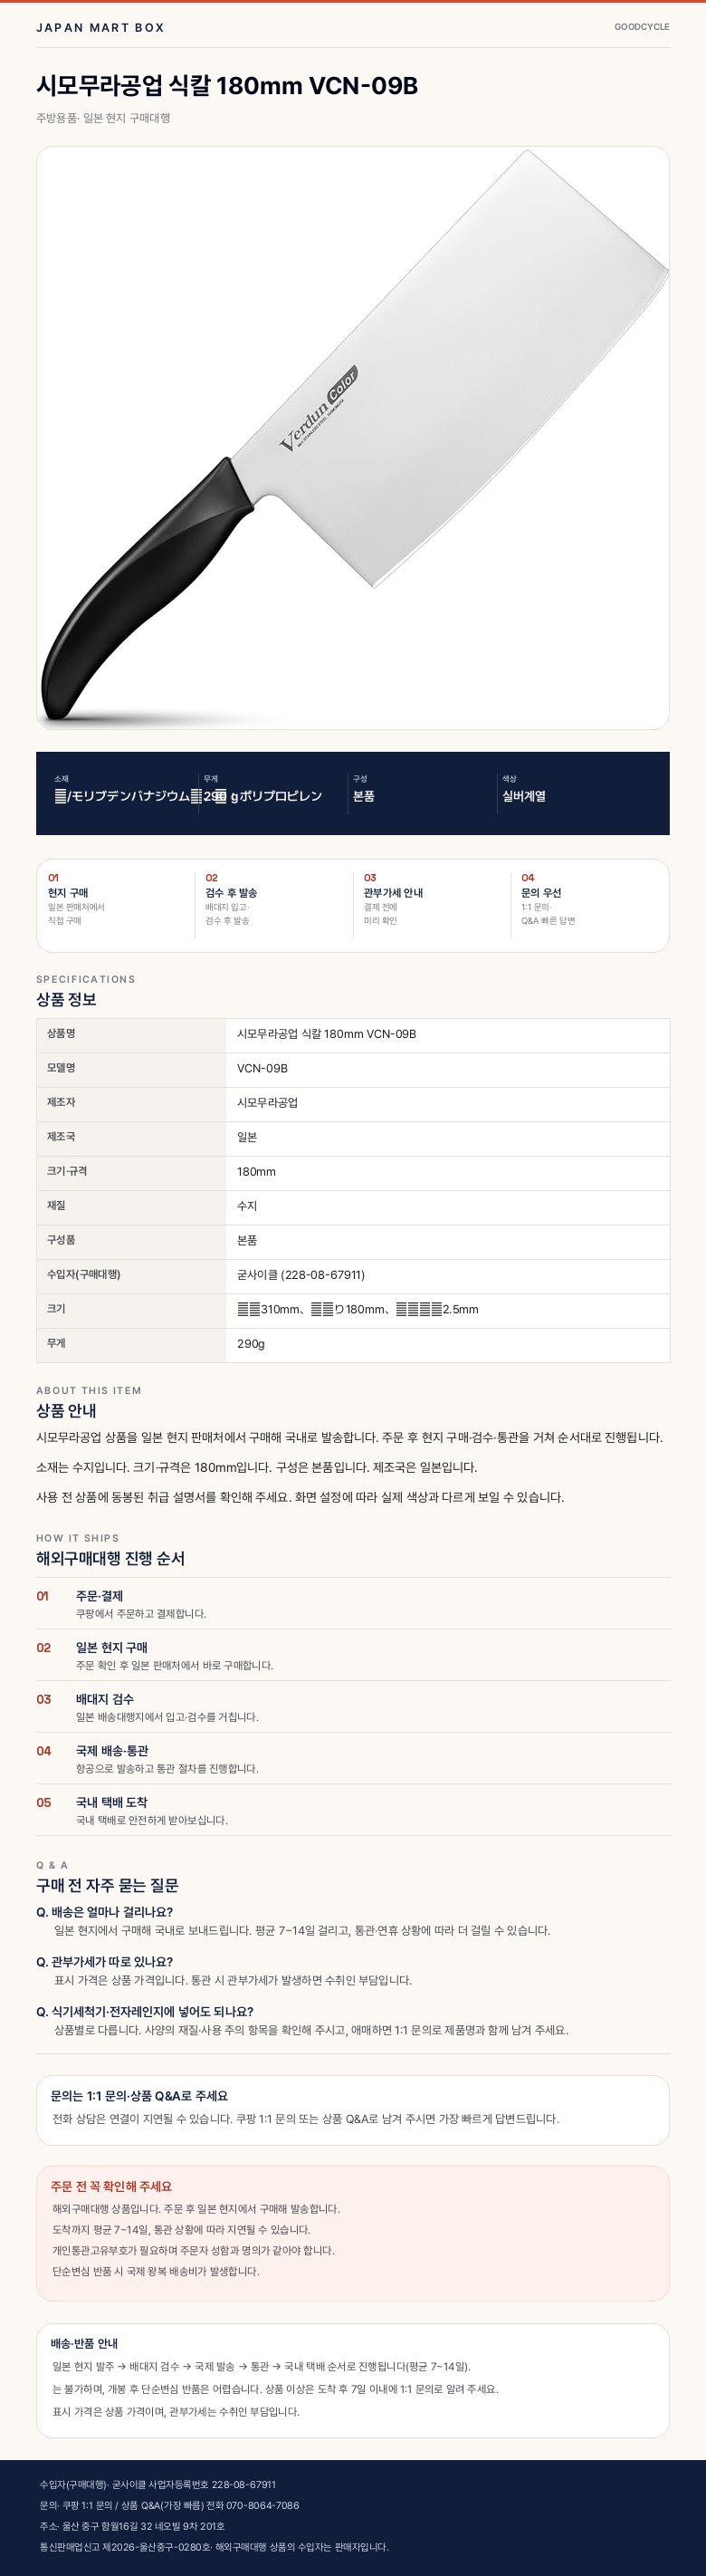 JAPAN MART BOX
GOODCYCLE
시모무라공업 식칼 180mm VCN-09B
주방용품· 일본 현지 구매대행
Verdun Color
소재
/モリブデンバナジウム
무게
290 gポリプロピレン
구성
본품
색상
실버계열
01
현지 구매
일본 판매처에서
직접 구매
02
검수 후 발송
배대지 입고·
검수 후 발송
03
관부가세 안내
결제 전에
미리 확인
04
문의 우선
1:1 문의·
Q&A 빠른 답변
SPECIFICATIONS
상품 정보
상품명 시모무라공업 식칼 180mm VCN-09B
모델명 VCN-09B
제조자 시모무라공업
제조국 일본
크기·규격 180mm
재질 수지
구성품 본품
수입자(구매대행) 굳사이클 (228-08-67911)
크기 310mm、り180mm、2.5mm
무게 290g
ABOUT THIS ITEM
상품 안내
시모무라공업 상품을 일본 현지 판매처에서 구매해 국내로 발송합니다. 주문 후 현지 구매·검수·통관을 거쳐 순서대로 진행됩니다.
소재는 수지입니다. 크기·규격은 180mm입니다. 구성은 본품입니다. 제조국은 일본입니다.
사용 전 상품에 동봉된 취급 설명서를 확인해 주세요. 화면 설정에 따라 실제 색상과 다르게 보일 수 있습니다.
HOW IT SHIPS
해외구매대행 진행 순서
01 주문·결제
쿠팡에서 주문하고 결제합니다.
02 일본 현지 구매
주문 확인 후 일본 판매처에서 바로 구매합니다.
03 배대지 검수
일본 배송대행지에서 입고·검수를 거칩니다.
04 국제 배송·통관
항공으로 발송하고 통관 절차를 진행합니다.
05 국내 택배 도착
국내 택배로 안전하게 받아보십니다.
Q & A
구매 전 자주 묻는 질문
Q. 배송은 얼마나 걸리나요?
일본 현지에서 구매해 국내로 보내드립니다. 평균 7~14일 걸리고, 통관·연휴 상황에 따라 더 걸릴 수 있습니다.
Q. 관부가세가 따로 있나요?
표시 가격은 상품 가격입니다. 통관 시 관부가세가 발생하면 수취인 부담입니다.
Q. 식기세척기·전자레인지에 넣어도 되나요?
상품별로 다릅니다. 사양의 재질·사용 주의 항목을 확인해 주시고, 애매하면 1:1 문의로 제품명과 함께 남겨 주세요.
문의는 1:1 문의·상품 Q&A로 주세요
전화 상담은 연결이 지연될 수 있습니다. 쿠팡 1:1 문의 또는 상품 Q&A로 남겨 주시면 가장 빠르게 답변드립니다.
주문 전 꼭 확인해 주세요
해외구매대행 상품입니다. 주문 후 일본 현지에서 구매해 발송합니다.
도착까지 평균 7~14일, 통관 상황에 따라 지연될 수 있습니다.
개인통관고유부호가 필요하며 주문자 성함과 명의가 같아야 합니다.
단순변심 반품 시 국제 왕복 배송비가 발생합니다.
배송·반품 안내
일본 현지 발주 → 배대지 검수 → 국제 발송 → 통관 → 국내 택배 순서로 진행됩니다(평균 7~14일).
는 불가하며, 개봉 후 단순변심 반품은 어렵습니다. 상품 이상은 도착 후 7일 이내에 1:1 문의로 알려 주세요.
표시 가격은 상품 가격이며, 관부가세는 수취인 부담입니다.
수입자(구매대행)· 굳사이클 사업자등록번호 228-08-67911
문의· 쿠팡 1:1 문의 / 상품 Q&A(가장 빠름) 전화 070-8064-7086
주소· 울산 중구 함월16길 32 네오빌 9차 201호
통신판매업신고 제2026-울산중구-0280호· 해외구매대행 상품의 수입자는 판매자입니다.